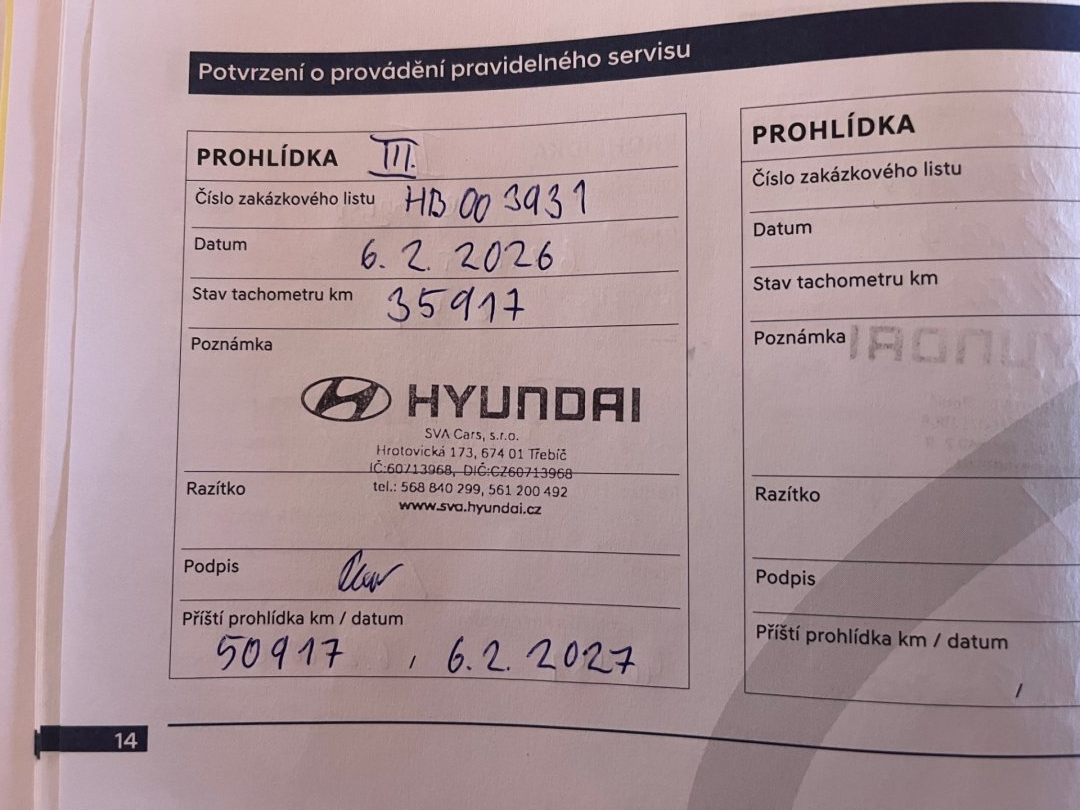 Potvrzení o provádění pravidelného servisu
PROHLÍDKA III.
Číslo zakázkového listu HB 00 3931
Datum 6. 2. 2026
Stav tachometru km 35917
Poznámka
HYUNDAI
SVA Cars, s.r.o.
Hrotovická 173, 674 01 Třebíč
IČ:60713968, DIČ:CZ60713968
tel.: 568 840 299, 561 200 492
www.sva.hyundai.cz
Razítko
Podpis
Příští prohlídka km / datum
50917 / 6. 2. 2027
PROHLÍDKA
Číslo zakázkového listu
Datum
Stav tachometru km
Poznámka
Razítko
Podpis
Příští prohlídka km / datum
/
14